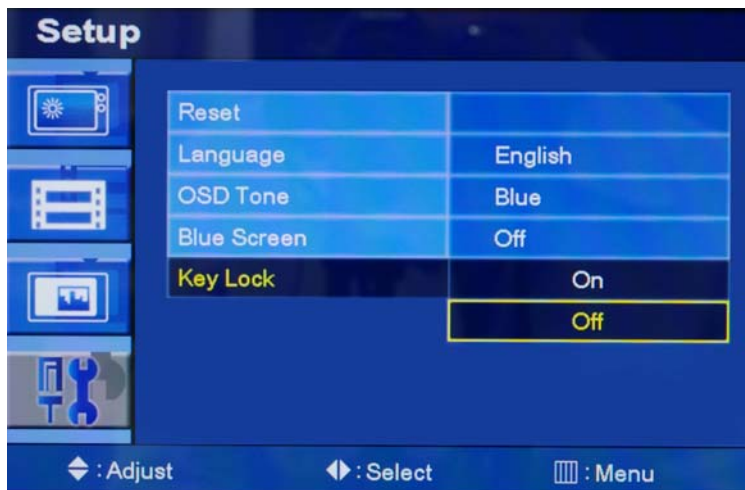 Setup
Reset
Language English
OSD Tone Blue
Blue Screen Off
Key Lock On
Off
: Adjust : Select : Menu